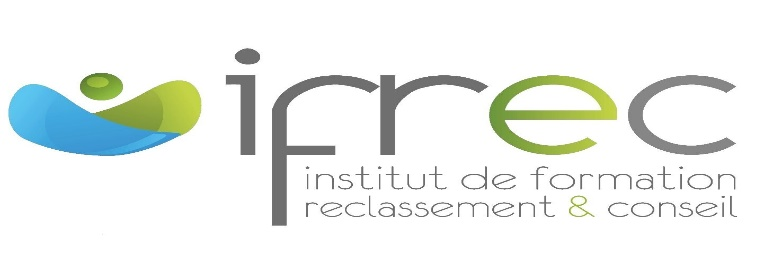 ifrec
institut de formation
reclassement & conseil